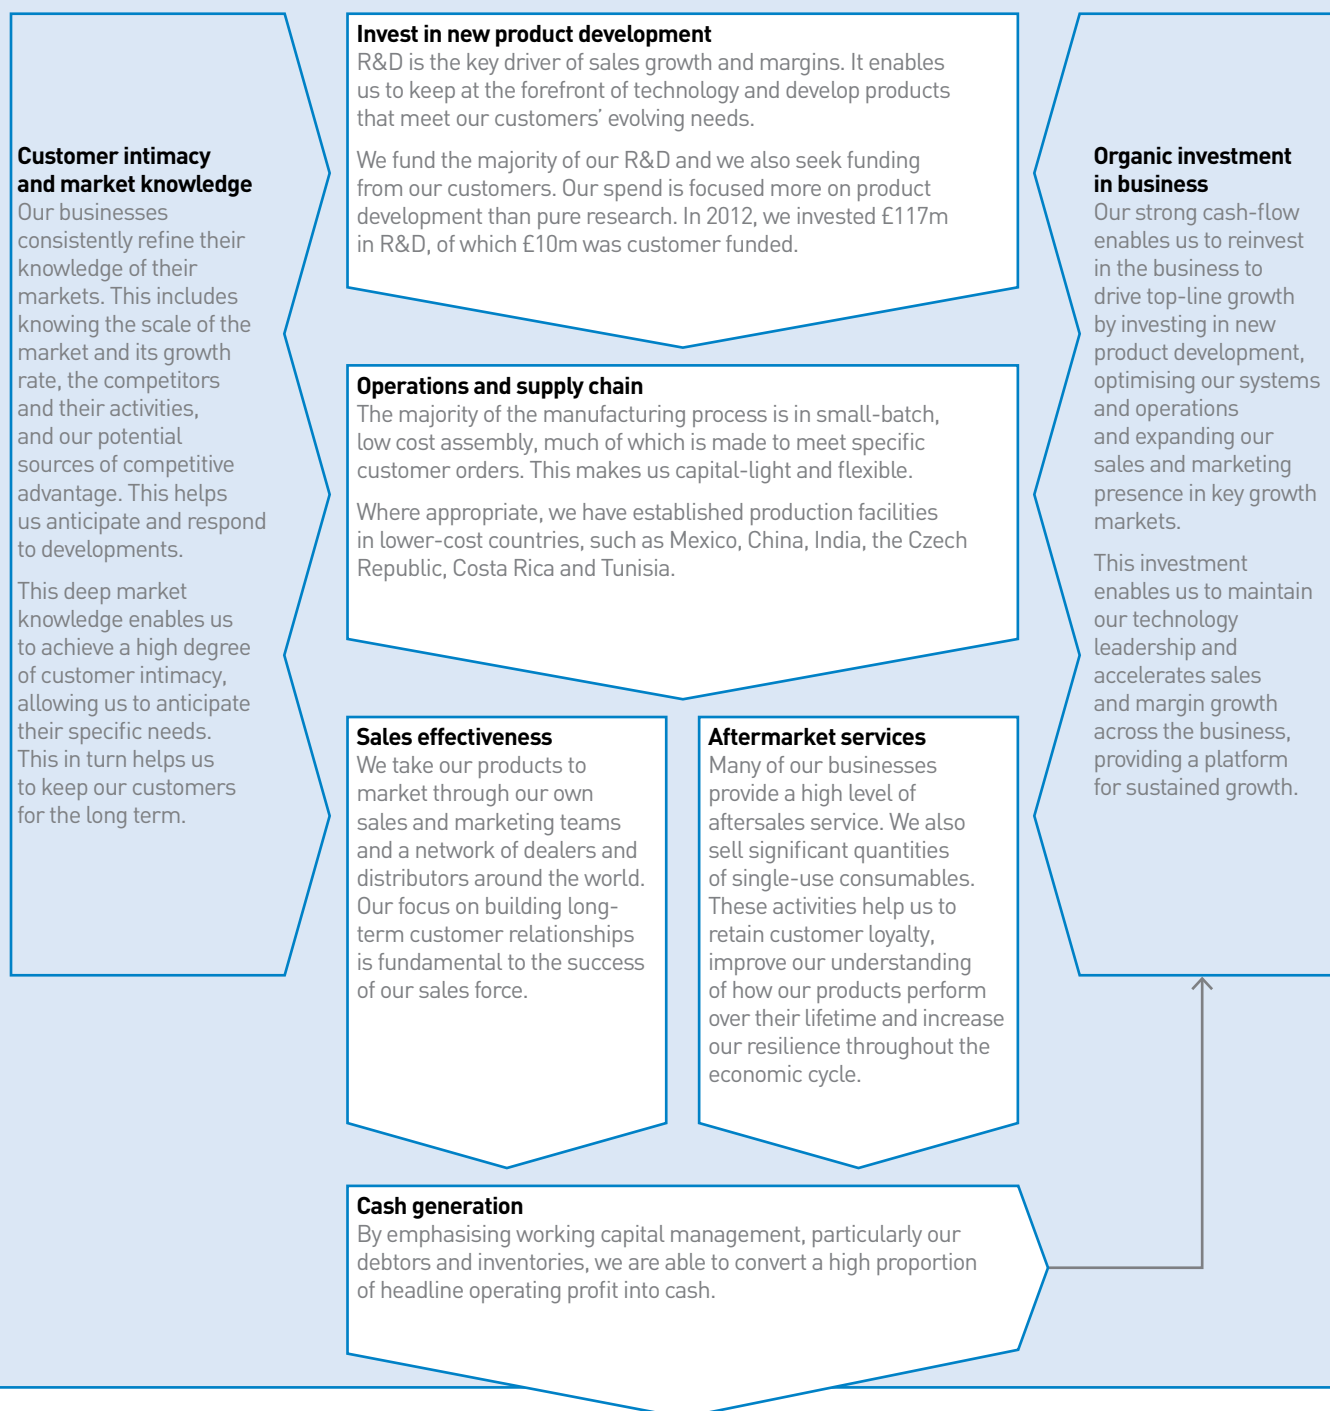 Customer intimacy
and market knowledge
Our businesses
consistently refine their
knowledge of their
markets. This includes
knowing the scale of the
market and its growth
rate, the competitors
and their activities,
and our potential
sources of competitive
advantage. This helps
us anticipate and respond
to developments.
This deep market
knowledge enables us
to achieve a high degree
of customer intimacy,
allowing us to anticipate
their specific needs.
This in turn helps us
to keep our customers
for the long term.
Invest in new product development
R&D is the key driver of sales growth and margins. It enables
us to keep at the forefront of technology and develop products
that meet our customers’ evolving needs.
We fund the majority of our R&D and we also seek funding
from our customers. Our spend is focused more on product
development than pure research. In 2012, we invested £117m
in R&D, of which £10m was customer funded.
Operations and supply chain
The majority of the manufacturing process is in small-batch,
low cost assembly, much of which is made to meet specific
customer orders. This makes us capital-light and flexible.
Where appropriate, we have established production facilities
in lower-cost countries, such as Mexico, China, India, the Czech
Republic, Costa Rica and Tunisia.
Sales effectiveness
We take our products to
market through our own
sales and marketing teams
and a network of dealers and
distributors around the world.
Our focus on building long-
term customer relationships
is fundamental to the success
of our sales force.
Aftermarket services
Many of our businesses
provide a high level of
aftersales service. We also
sell significant quantities
of single-use consumables.
These activities help us to
retain customer loyalty,
improve our understanding
of how our products perform
over their lifetime and increase
our resilience throughout the
economic cycle.
Cash generation
By emphasising working capital management, particularly our
debtors and inventories, we are able to convert a high proportion
of headline operating profit into cash.
Organic investment
in business
Our strong cash-flow
enables us to reinvest
in the business to
drive top-line growth
by investing in new
product development,
optimising our systems
and operations
and expanding our
sales and marketing
presence in key growth
markets.
This investment
enables us to maintain
our technology
leadership and
accelerates sales
and margin growth
across the business,
providing a platform
for sustained growth.